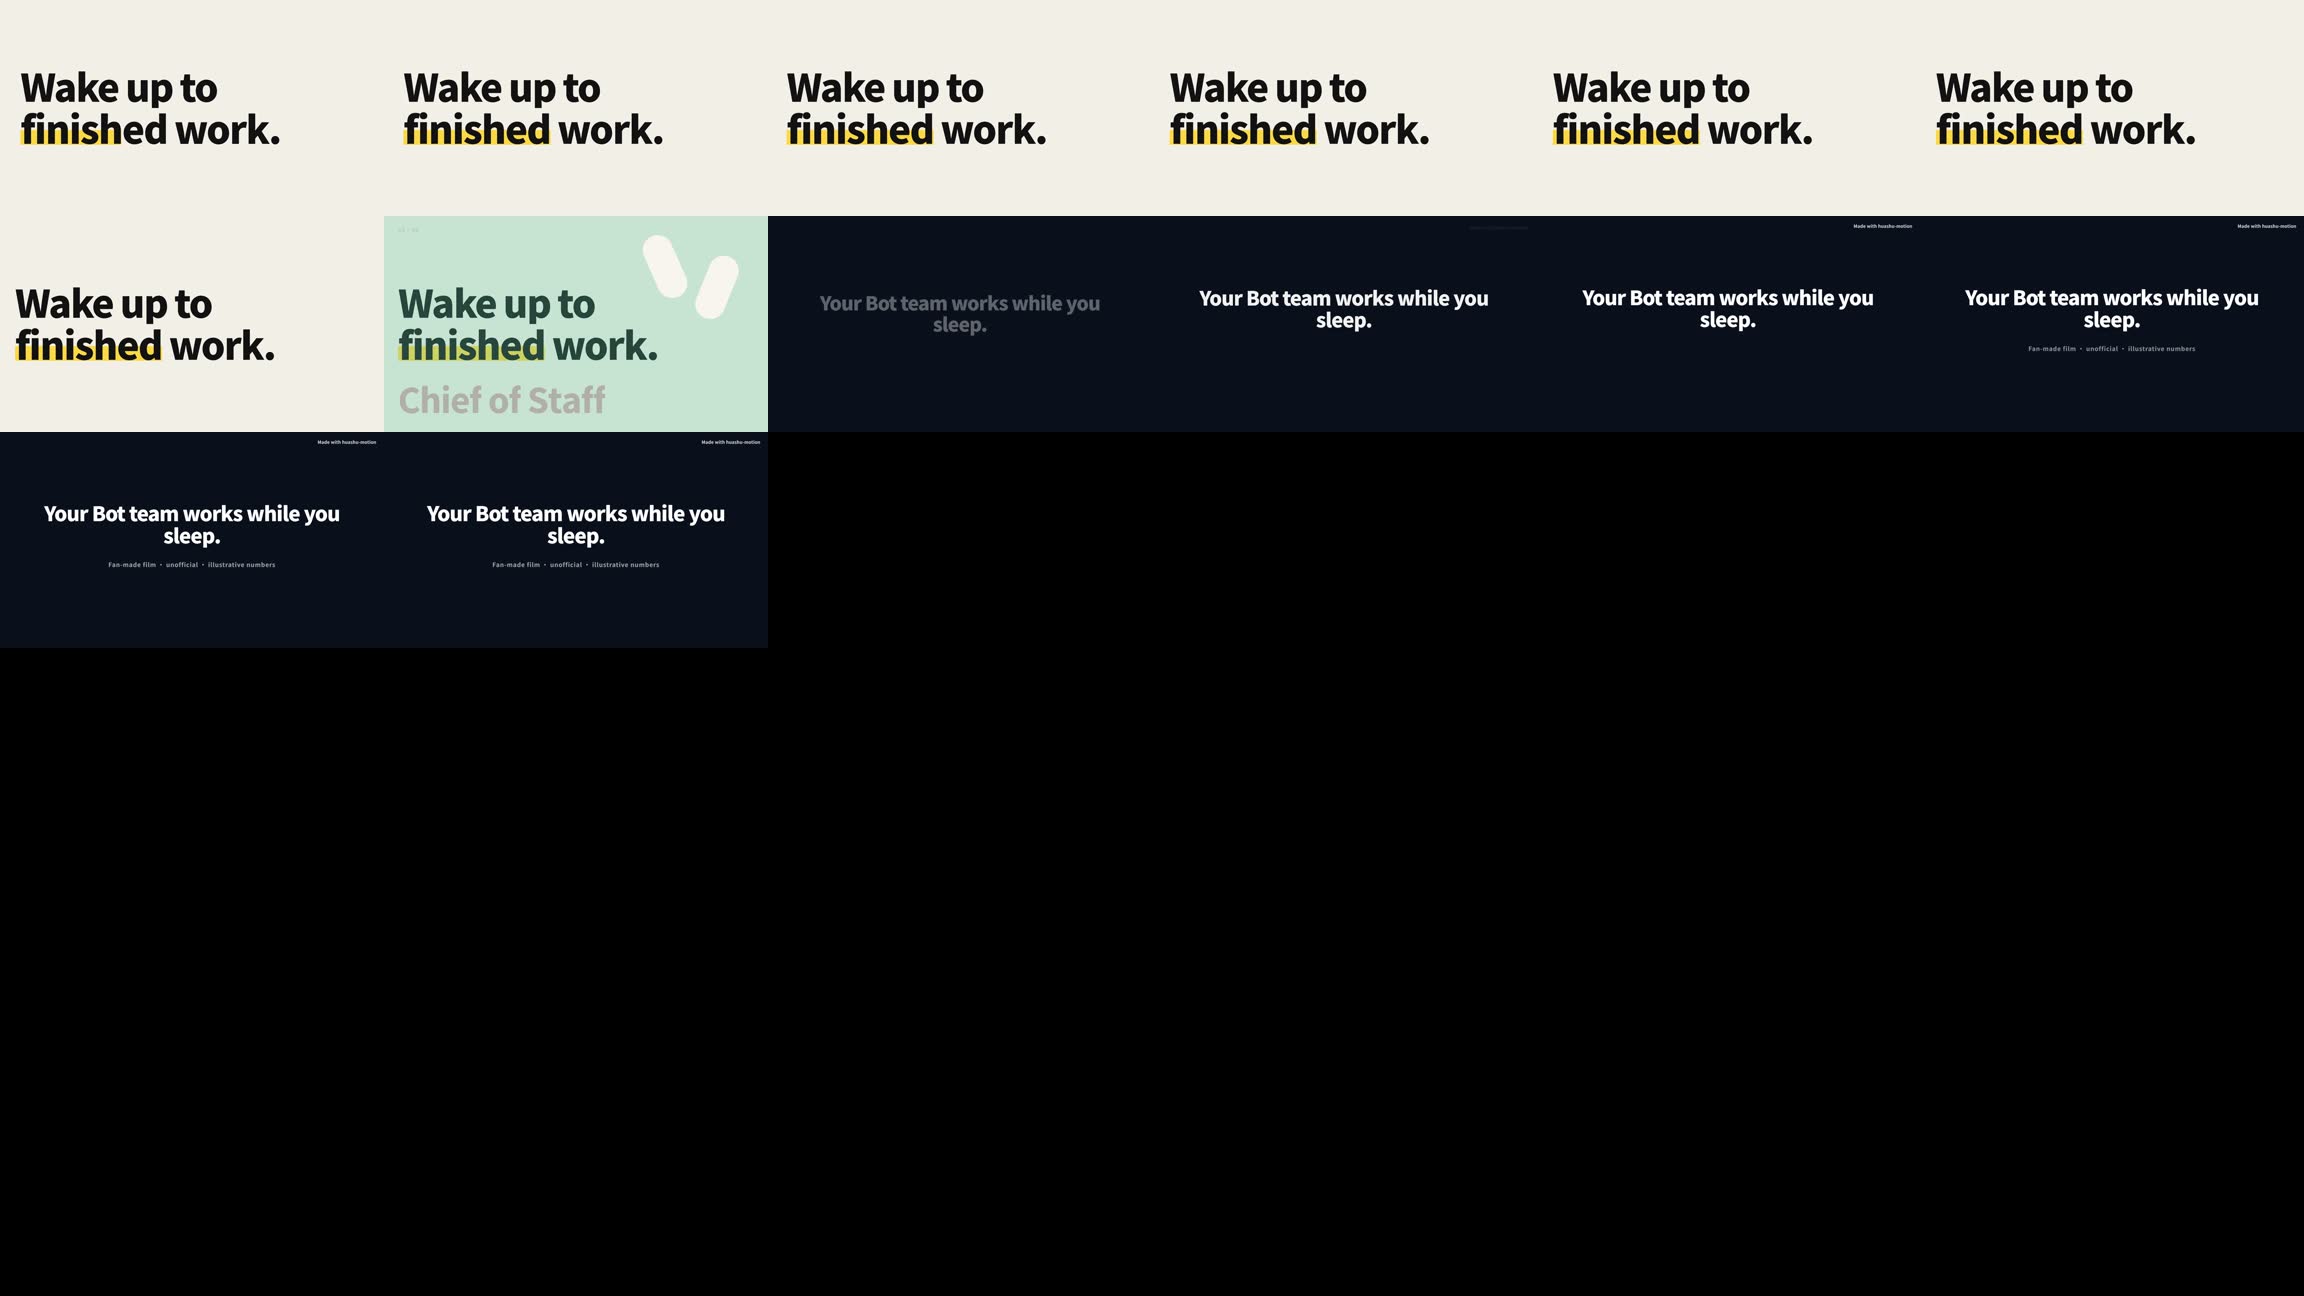 Wake up to
finished work.
Wake up to
finished work.
Wake up to
finished work.
Wake up to
finished work.
Wake up to
finished work.
Wake up to
finished work.
Wake up to
finished work.
Wake up to
finished work.
Chief of Staff
Your Bot team works while you
sleep.
Your Bot team works while you
sleep.
Made with huashu-motion
Your Bot team works while you
sleep.
Made with huashu-motion
Your Bot team works while you
sleep.
Fan-made film • unofficial • illustrative numbers
Made with huashu-motion
Your Bot team works while you
sleep.
Fan-made film • unofficial • illustrative numbers
Made with huashu-motion
Your Bot team works while you
sleep.
Fan-made film • unofficial • illustrative numbers